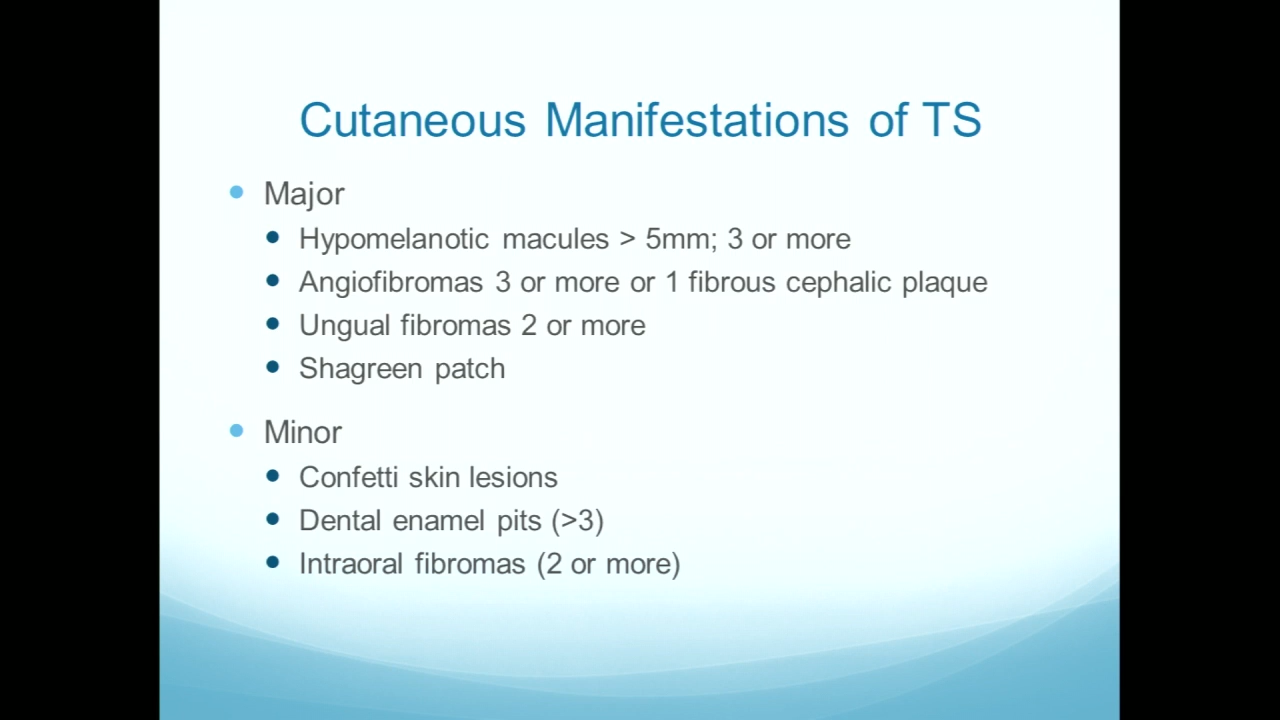 Cutaneous Manifestations of TS
Major
Hypomelanotic macules > 5mm; 3 or more
Angiofibromas 3 or more or 1 fibrous cephalic plaque
Ungual fibromas 2 or more
Shagreen patch
Minor
Confetti skin lesions
Dental enamel pits (>3)
Intraoral fibromas (2 or more)